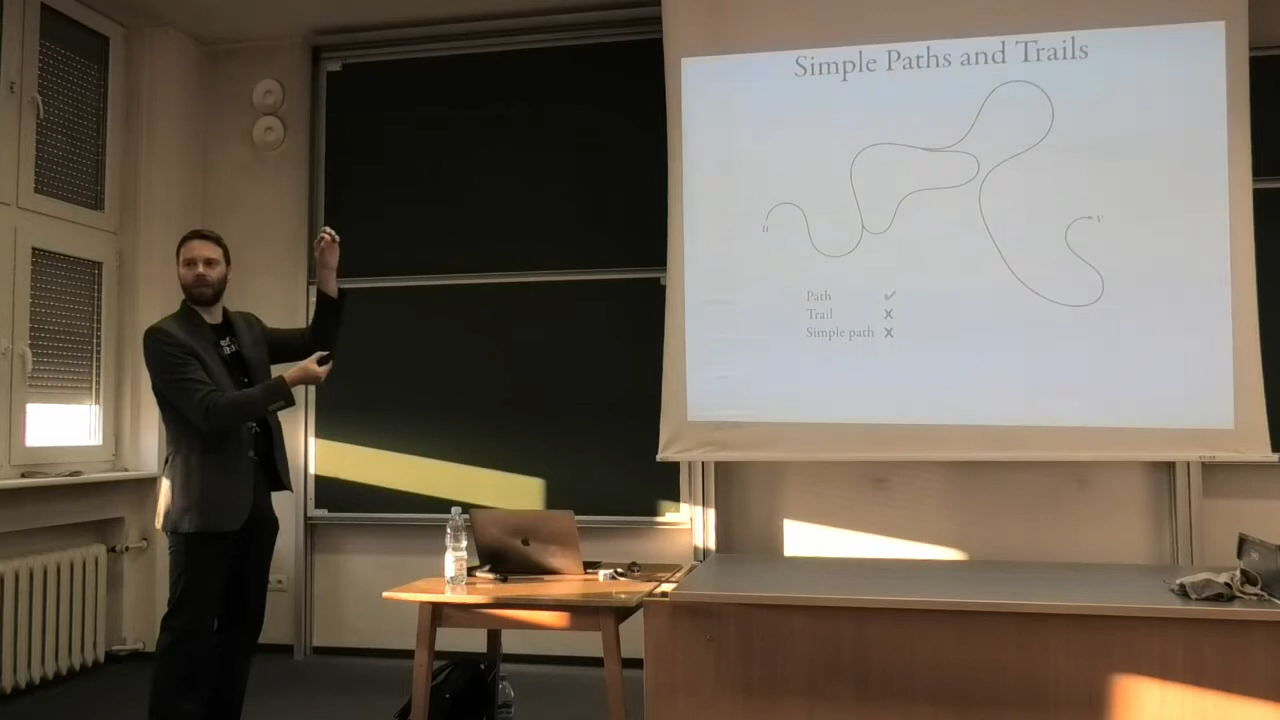 Simple Paths and Trails
u
v
Path ✔
Trail ✘
Simple path ✘